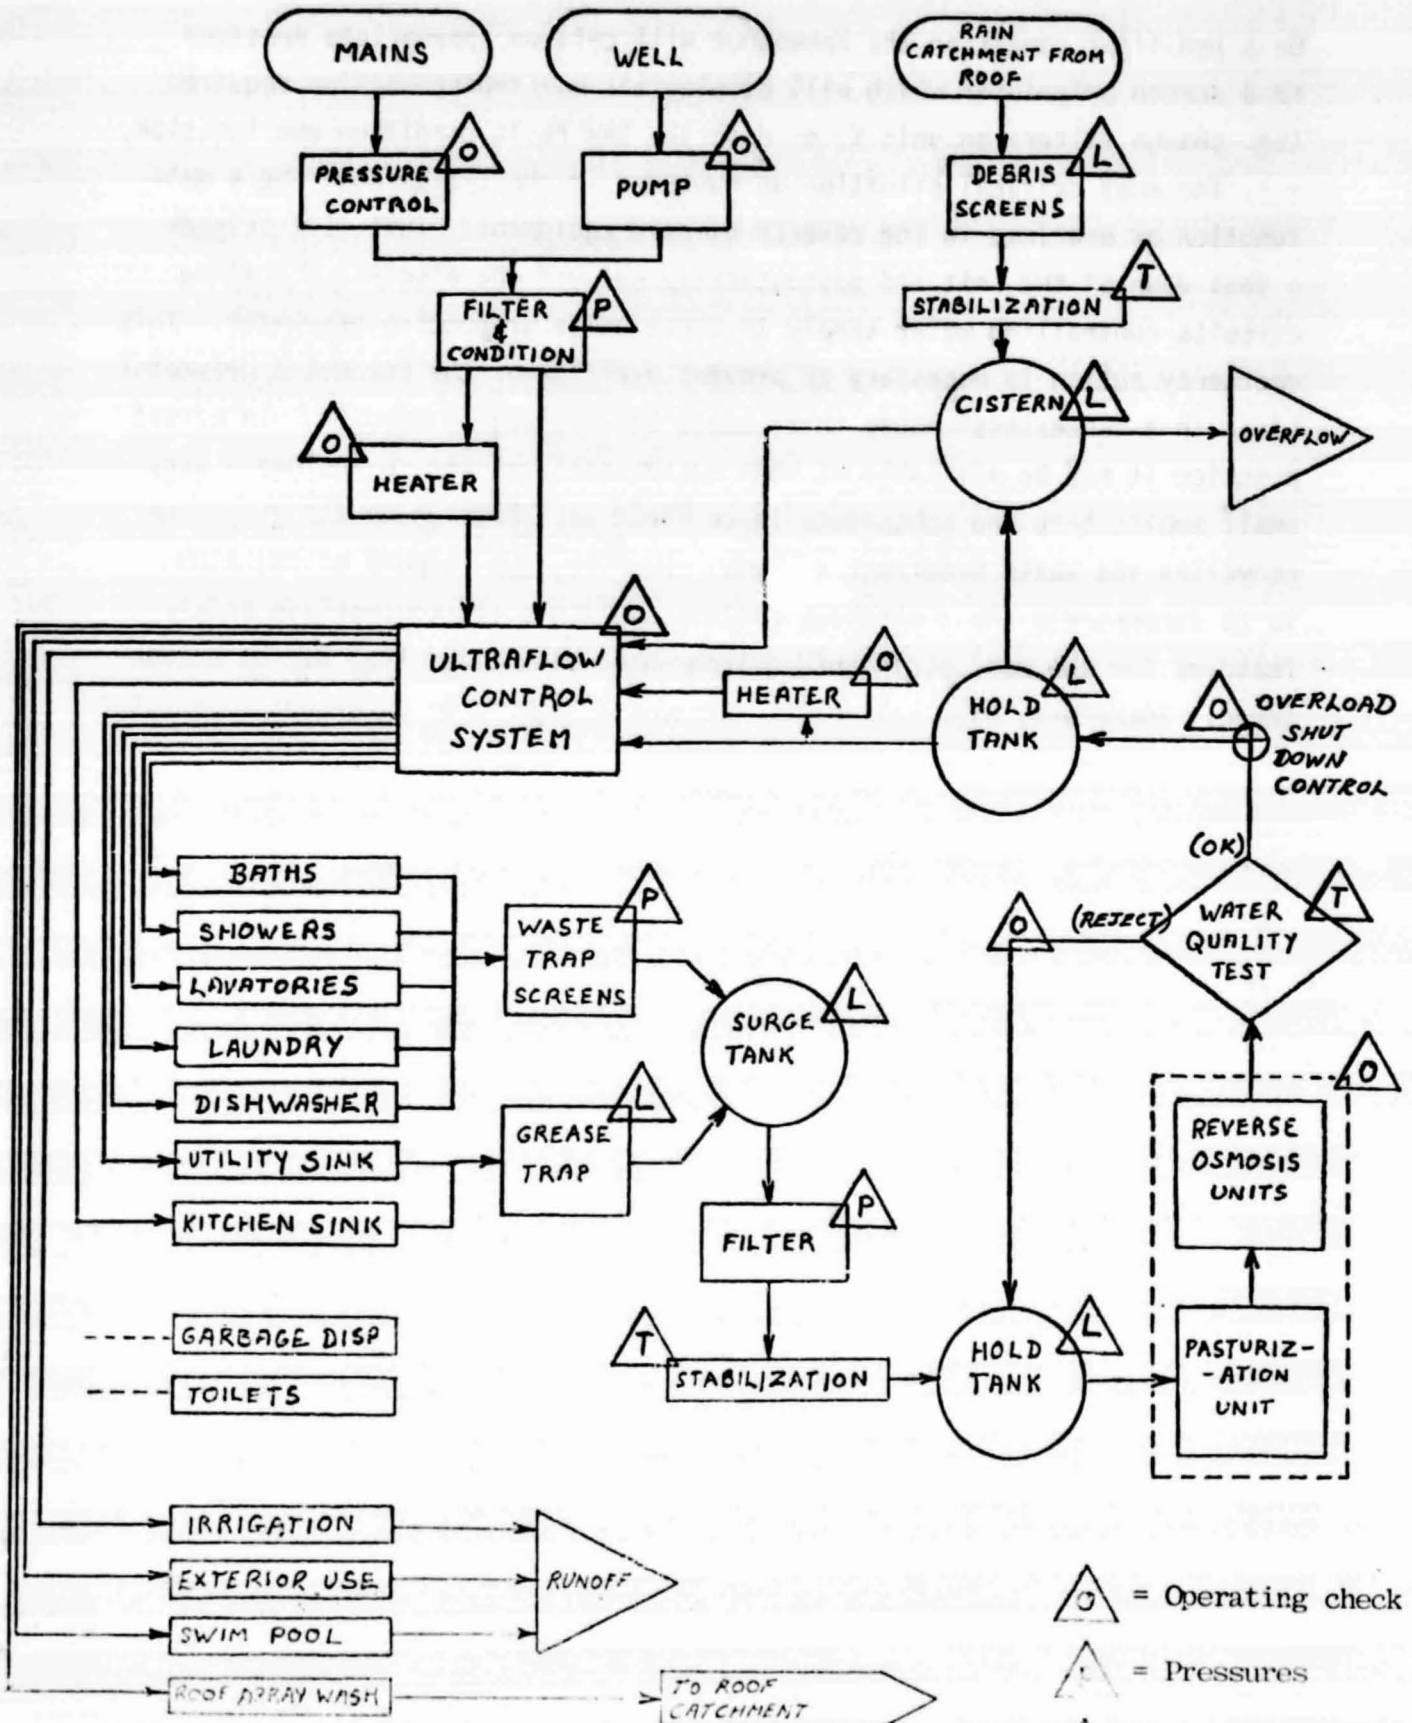 MAINS
WELL
RAIN
CATCHMENT FROM
ROOF
O
PRESSURE
CONTROL
O
PUMP
L
DEBRIS
SCREENS
T
STABILIZATION
P
FILTER
&
CONDITION
L
CISTERN
OVERFLOW
O
HEATER
O
ULTRAFLOW
CONTROL
SYSTEM
O
HEATER
L
HOLD
TANK
O
OVERLOAD
SHUT
DOWN
CONTROL
(OK)
BATHS
SHOWERS
LAVATORIES
LAUNDRY
DISHWASHER
UTILITY SINK
KITCHEN SINK
P
WASTE
TRAP
SCREENS
L
GREASE
TRAP
L
SURGE
TANK
O
(REJECT)
T
WATER
QUALITY
TEST
O
REVERSE
OSMOSIS
UNITS
P
FILTER
GARBAGE DISP
TOILETS
T
STABILIZATION
L
HOLD
TANK
PASTURIZ-
-ATION
UNIT
IRRIGATION
EXTERIOR USE
SWIM POOL
RUNOFF
ROOF ARRAY WASH
TO ROOF
CATCHMENT
O = Operating check
P = Pressures